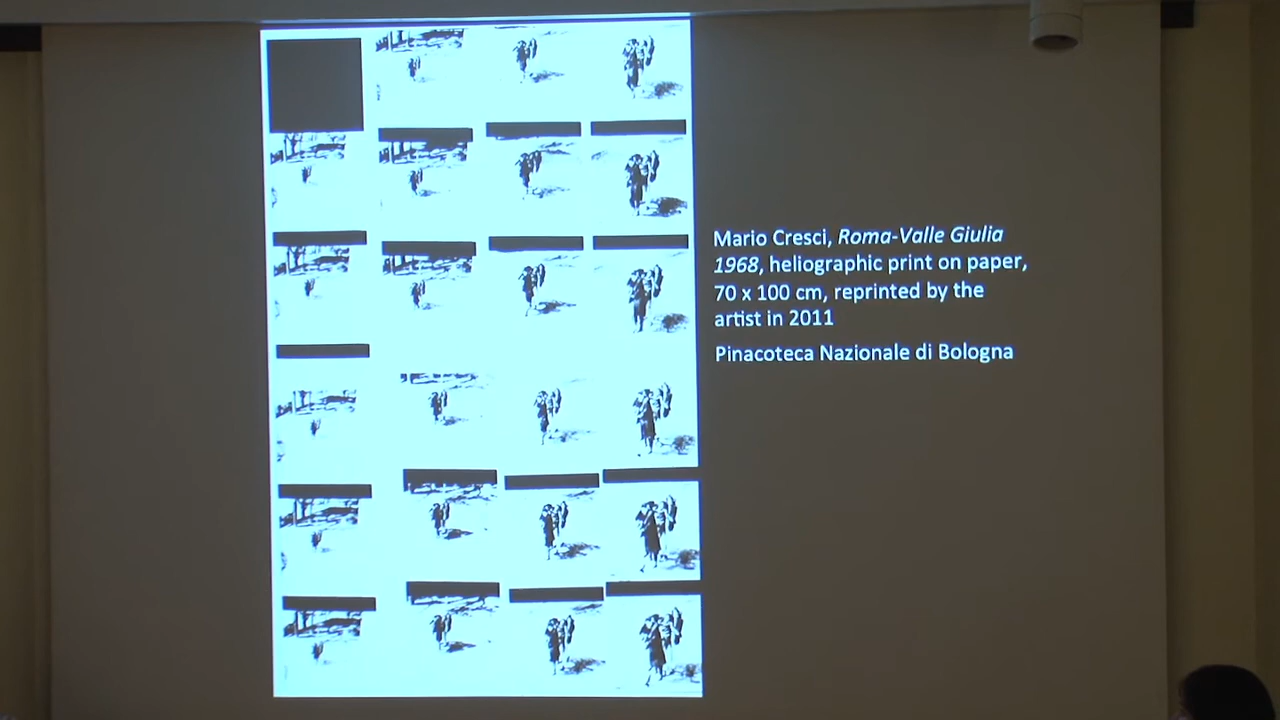 Mario Cresci, Roma-Valle Giulia
1968, heliographic print on paper,
70 x 100 cm, reprinted by the
artist in 2011
Pinacoteca Nazionale di Bologna